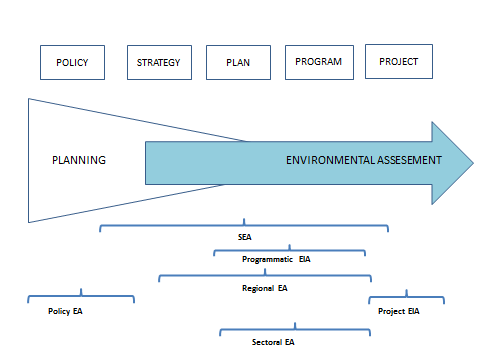 POLICY STRATEGY PLAN PROGRAM PROJECT
PLANNING ENVIRONMENTAL ASSESEMENT
SEA
Programmatic EIA
Regional EA
Policy EA Project EIA
Sectoral EA